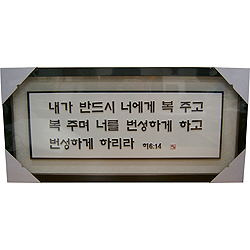 내가 반드시 너에게 복 주고
복 주며 너를 번성하게 하고
번성하게 하리라 히6:14